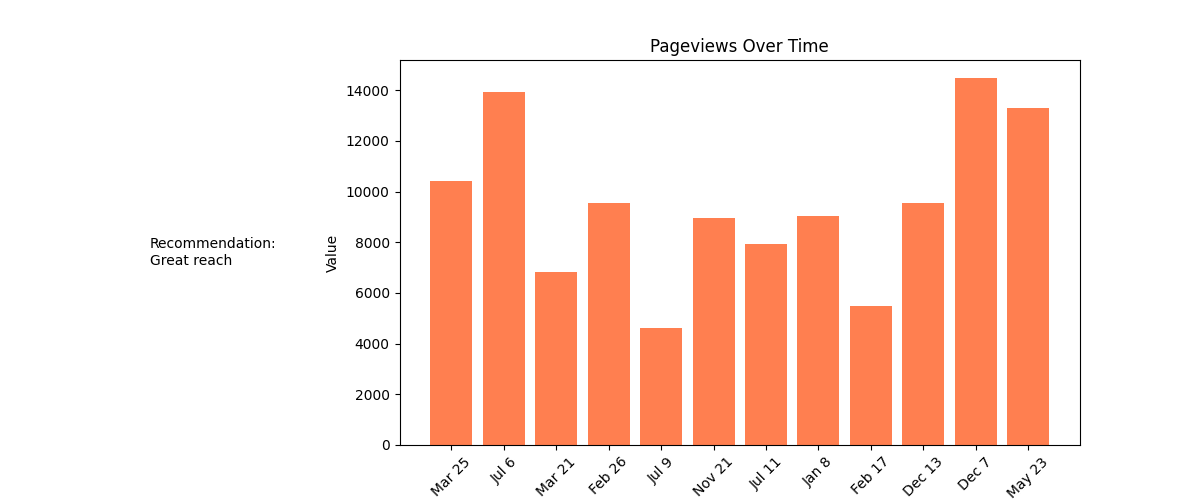 Pageviews Over Time
Recommendation:
Great reach
Value
14000
12000
10000
8000
6000
4000
2000
0
Mar 25
Jul 6
Mar 21
Feb 26
Jul 9
Nov 21
Jul 11
Jan 8
Feb 17
Dec 13
Dec 7
May 23